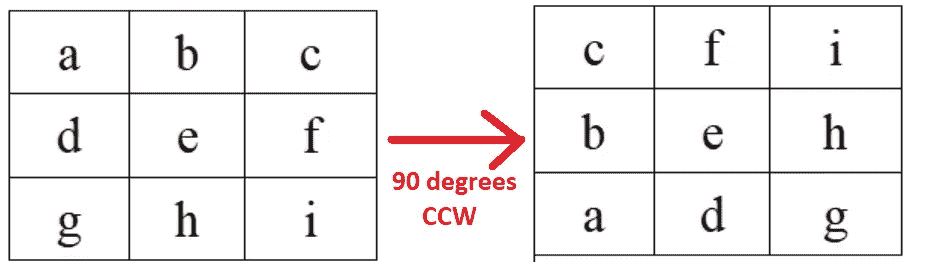 a b c
d e f
g h i
90 degrees
CCW
c f i
b e h
a d g